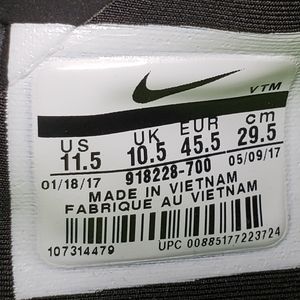 VTM
US UK EUR cm
11.5 10.5 45.5 29.5
01/18/17 918228-700 05/09/17
MADE IN VIETNAM
FABRIQUE AU VIETNAM
107314479 UPC 00885177223724